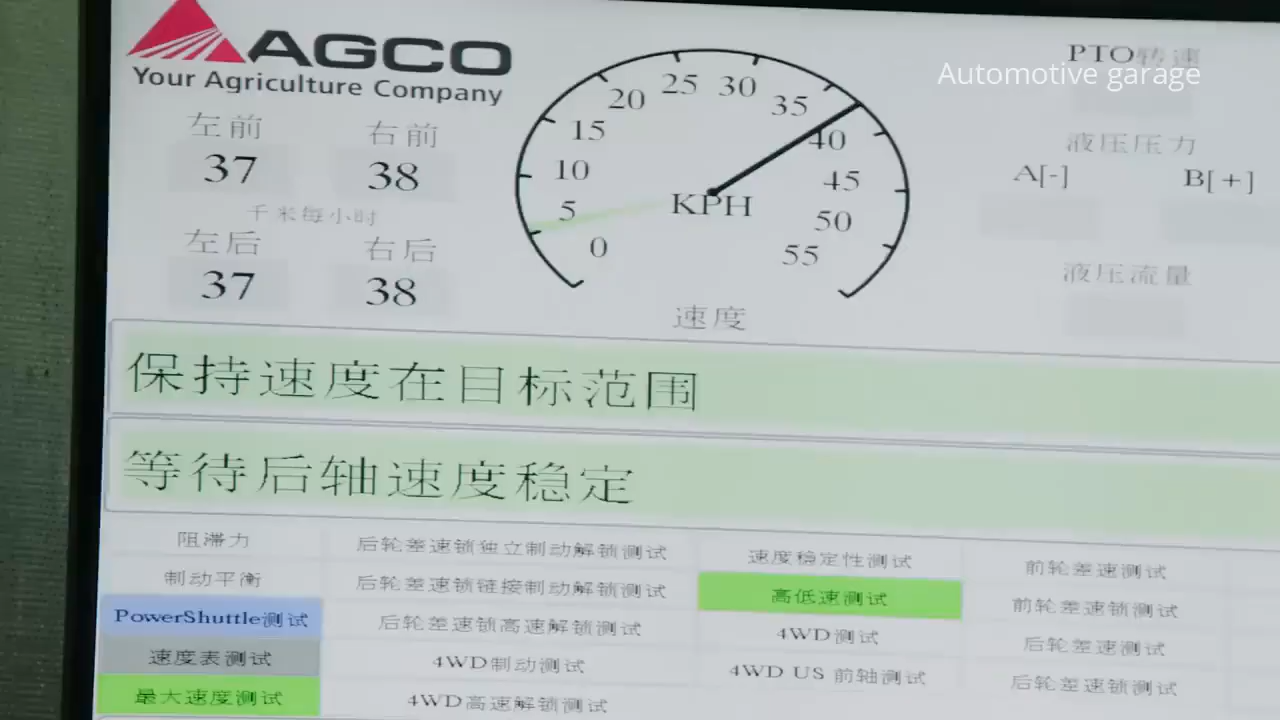 AGCO
Your Agriculture Company
PTO转速
Automotive garage
左前 右前
37 38
千米每小时
左后 右后
37 38
0 5 10 15 20 25 30 35 40 45 50 55
KPH
速度
液压压力
A[-] B[+]
液压流量
保持速度在目标范围
等待后轴速度稳定
阻滞力 后轮差速锁独立制动解锁测试 速度稳定性测试 前轮差速测试
制动平衡 后轮差速锁链接制动解锁测试 高低速测试 前轮差速锁测试
PowerShuttle测试 后轮差速锁高速解锁测试 4WD测试 后轮差速测试
速度表测试 4WD制动测试 4WD US 前轴测试 后轮差速锁测试
最大速度测试 4WD高速解锁测试